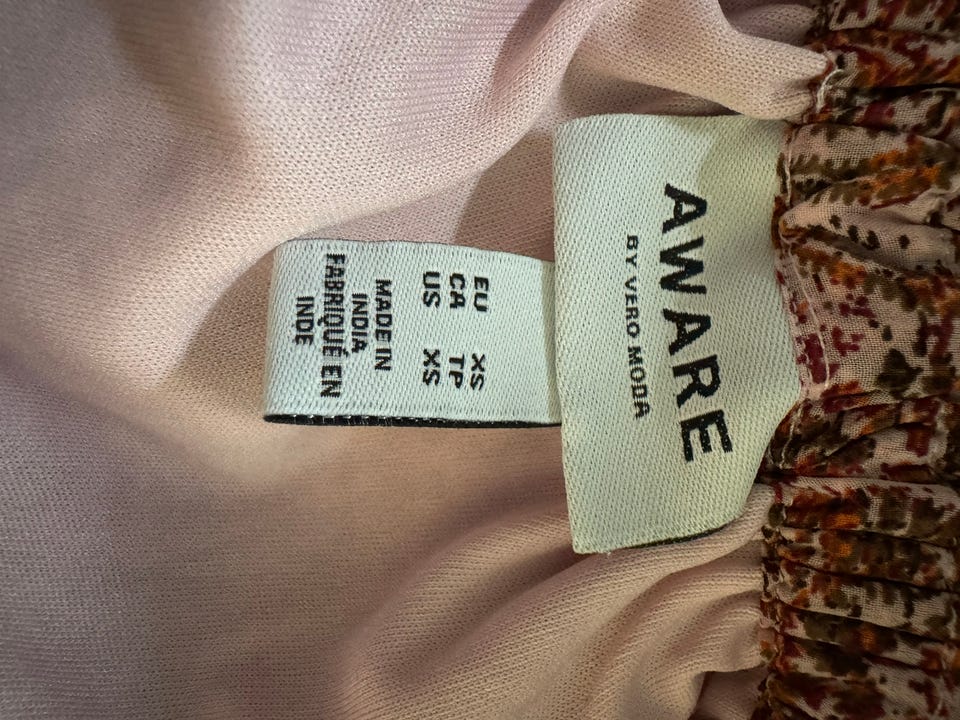 AWARE
BY VERO MODA
EU XS
CA TP
US XS
MADE IN
INDIA
FABRIQUÉ EN
INDE